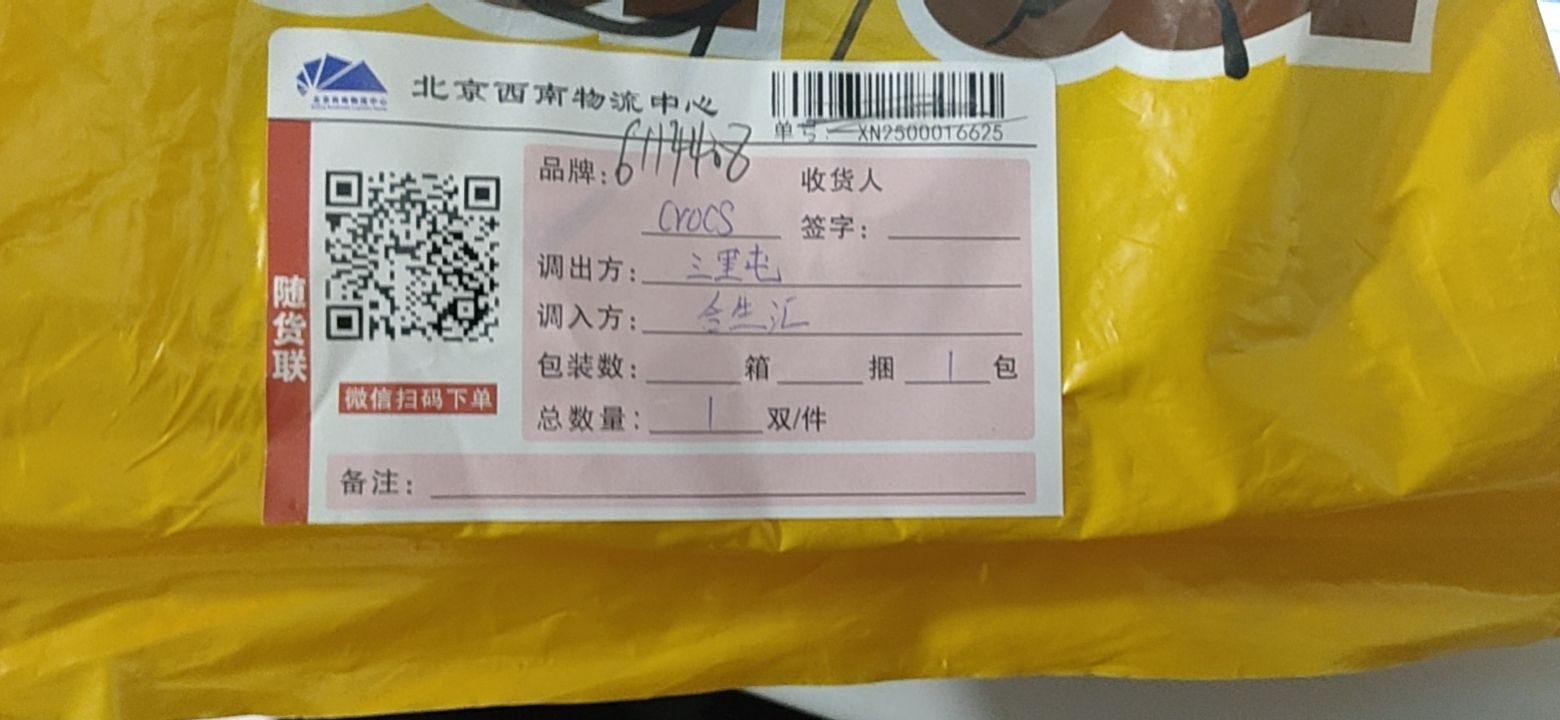 北京西南物流中心
单号: XN2500016625
品牌:
收货人
crocs
签字:
调出方: 三里屯
调入方: 合生汇
包装数: 箱 捆 1 包
总数量: 1 双/件
备注:
随货联
微信扫码下单